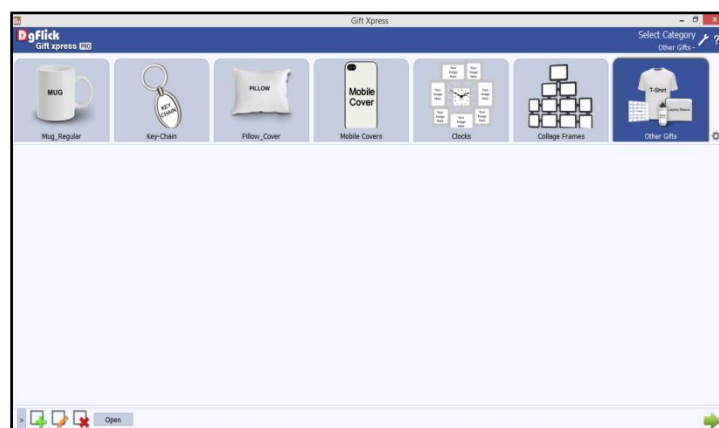 Gift Xpress
DgFlick
Gift xpress PRO
Select Category
Other Gifts -
?
MUG
Mug_Regular
KEY CHAIN
Key-Chain
PILLOW
Pillow_Cover
Mobile
Cover
Mobile Covers
Clocks
Collage Frames
T-Shirt
Other Gifts
>
Open